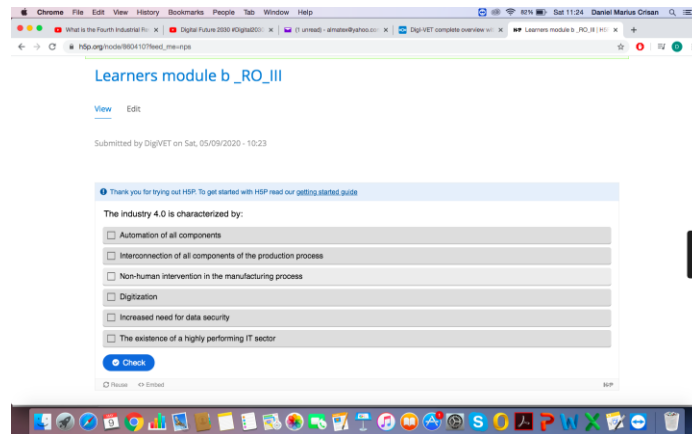 Chrome File Edit View History Bookmarks People Tab Window Help 82% Sat 11:24 Daniel Marius Crisan
What is the Fourth Industrial Re Digital Future 2030 #Digital2030 (1 unread) - almatex@yahoo.co Digi-VET complete overview wit Learners module b _RO_III | H5
h5p.org/node/860410?feed_me=nps
Learners module b _RO_III
View Edit
Submitted by DigiVET on Sat, 05/09/2020 - 10:23
Thank you for trying out H5P. To get started with H5P read our getting started guide
The industry 4.0 is characterized by:
Automation of all components
Interconnection of all components of the production process
Non-human intervention in the manufacturing process
Digitization
Increased need for data security
The existence of a highly performing IT sector
Check
Reuse <> Embed H5P